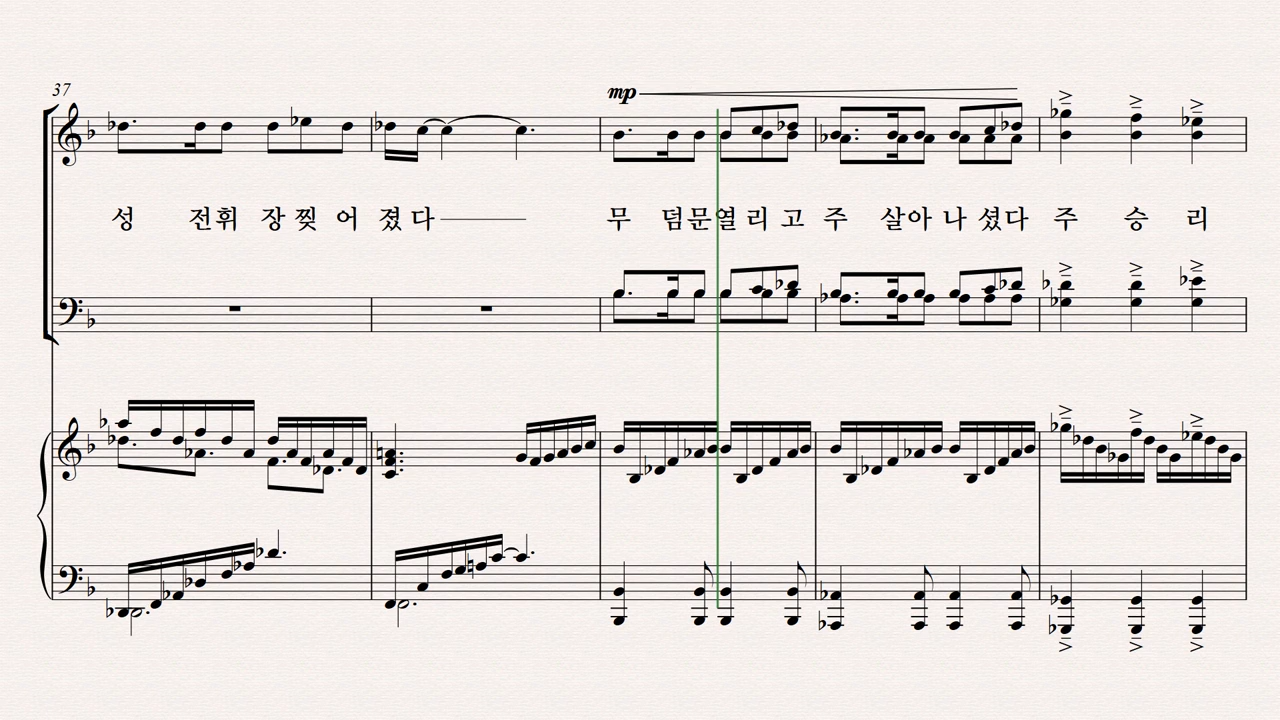 37
mp
성 전휘 장 찢 어 졌 다 무 덤문 열 리 고 주 살아 나 셨다 주 승 리